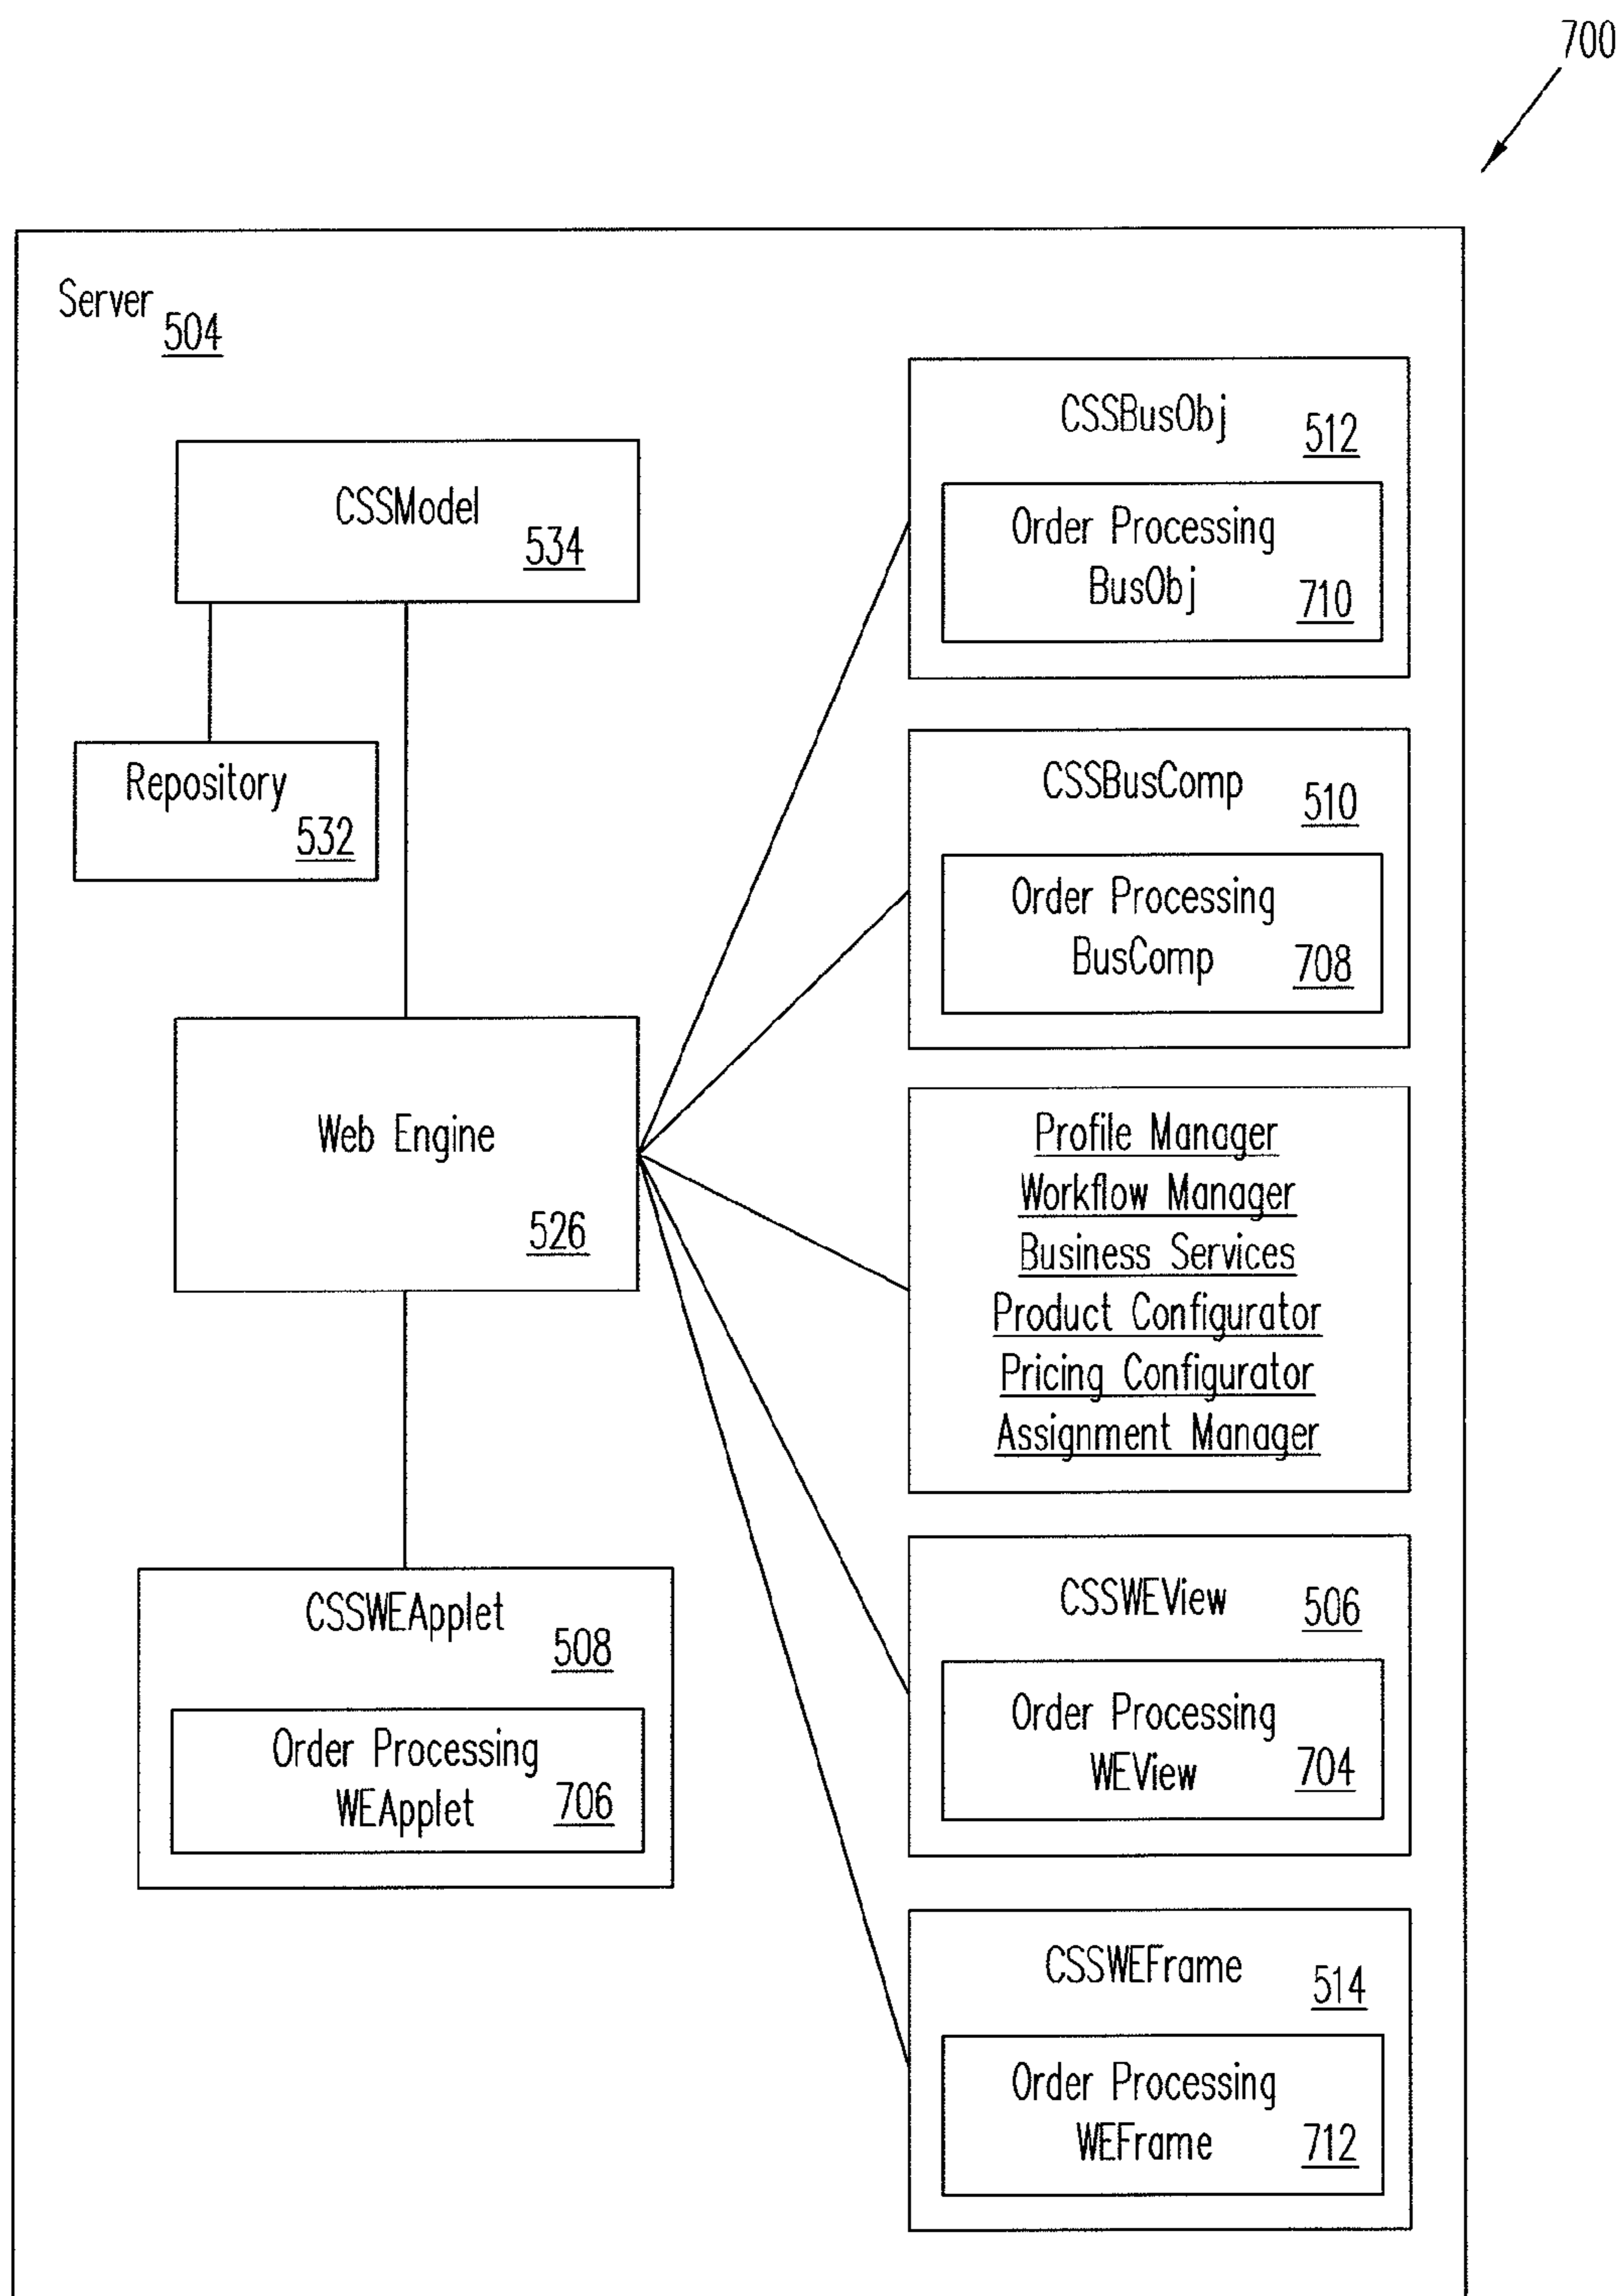 700
Server
504
CSSModel
534
Repository
532
Web Engine
526
CSSWEApplet
508
Order Processing
WEApplet
706
CSSBusObj
512
Order Processing
BusObj
710
CSSBusComp
510
Order Processing
BusComp
708
Profile Manager
Workflow Manager
Business Services
Product Configurator
Pricing Configurator
Assignment Manager
CSSWEView
506
Order Processing
WEView
704
CSSWEFrame
514
Order Processing
WEFrame
712